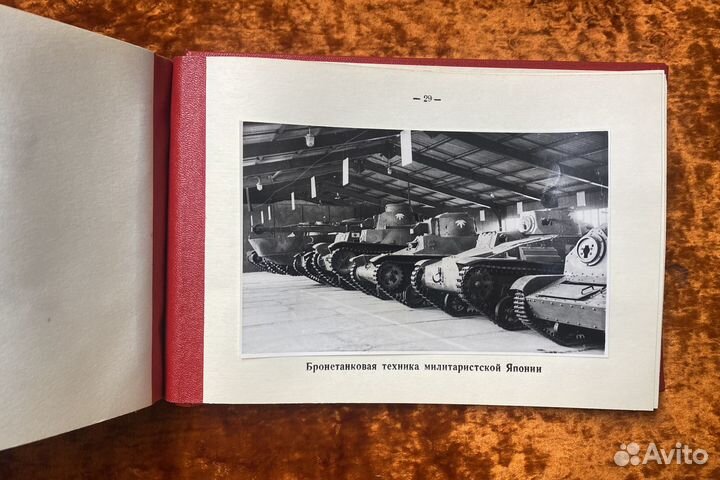 — 29 —
Бронетанковая техника милитаристской Японии
Avito